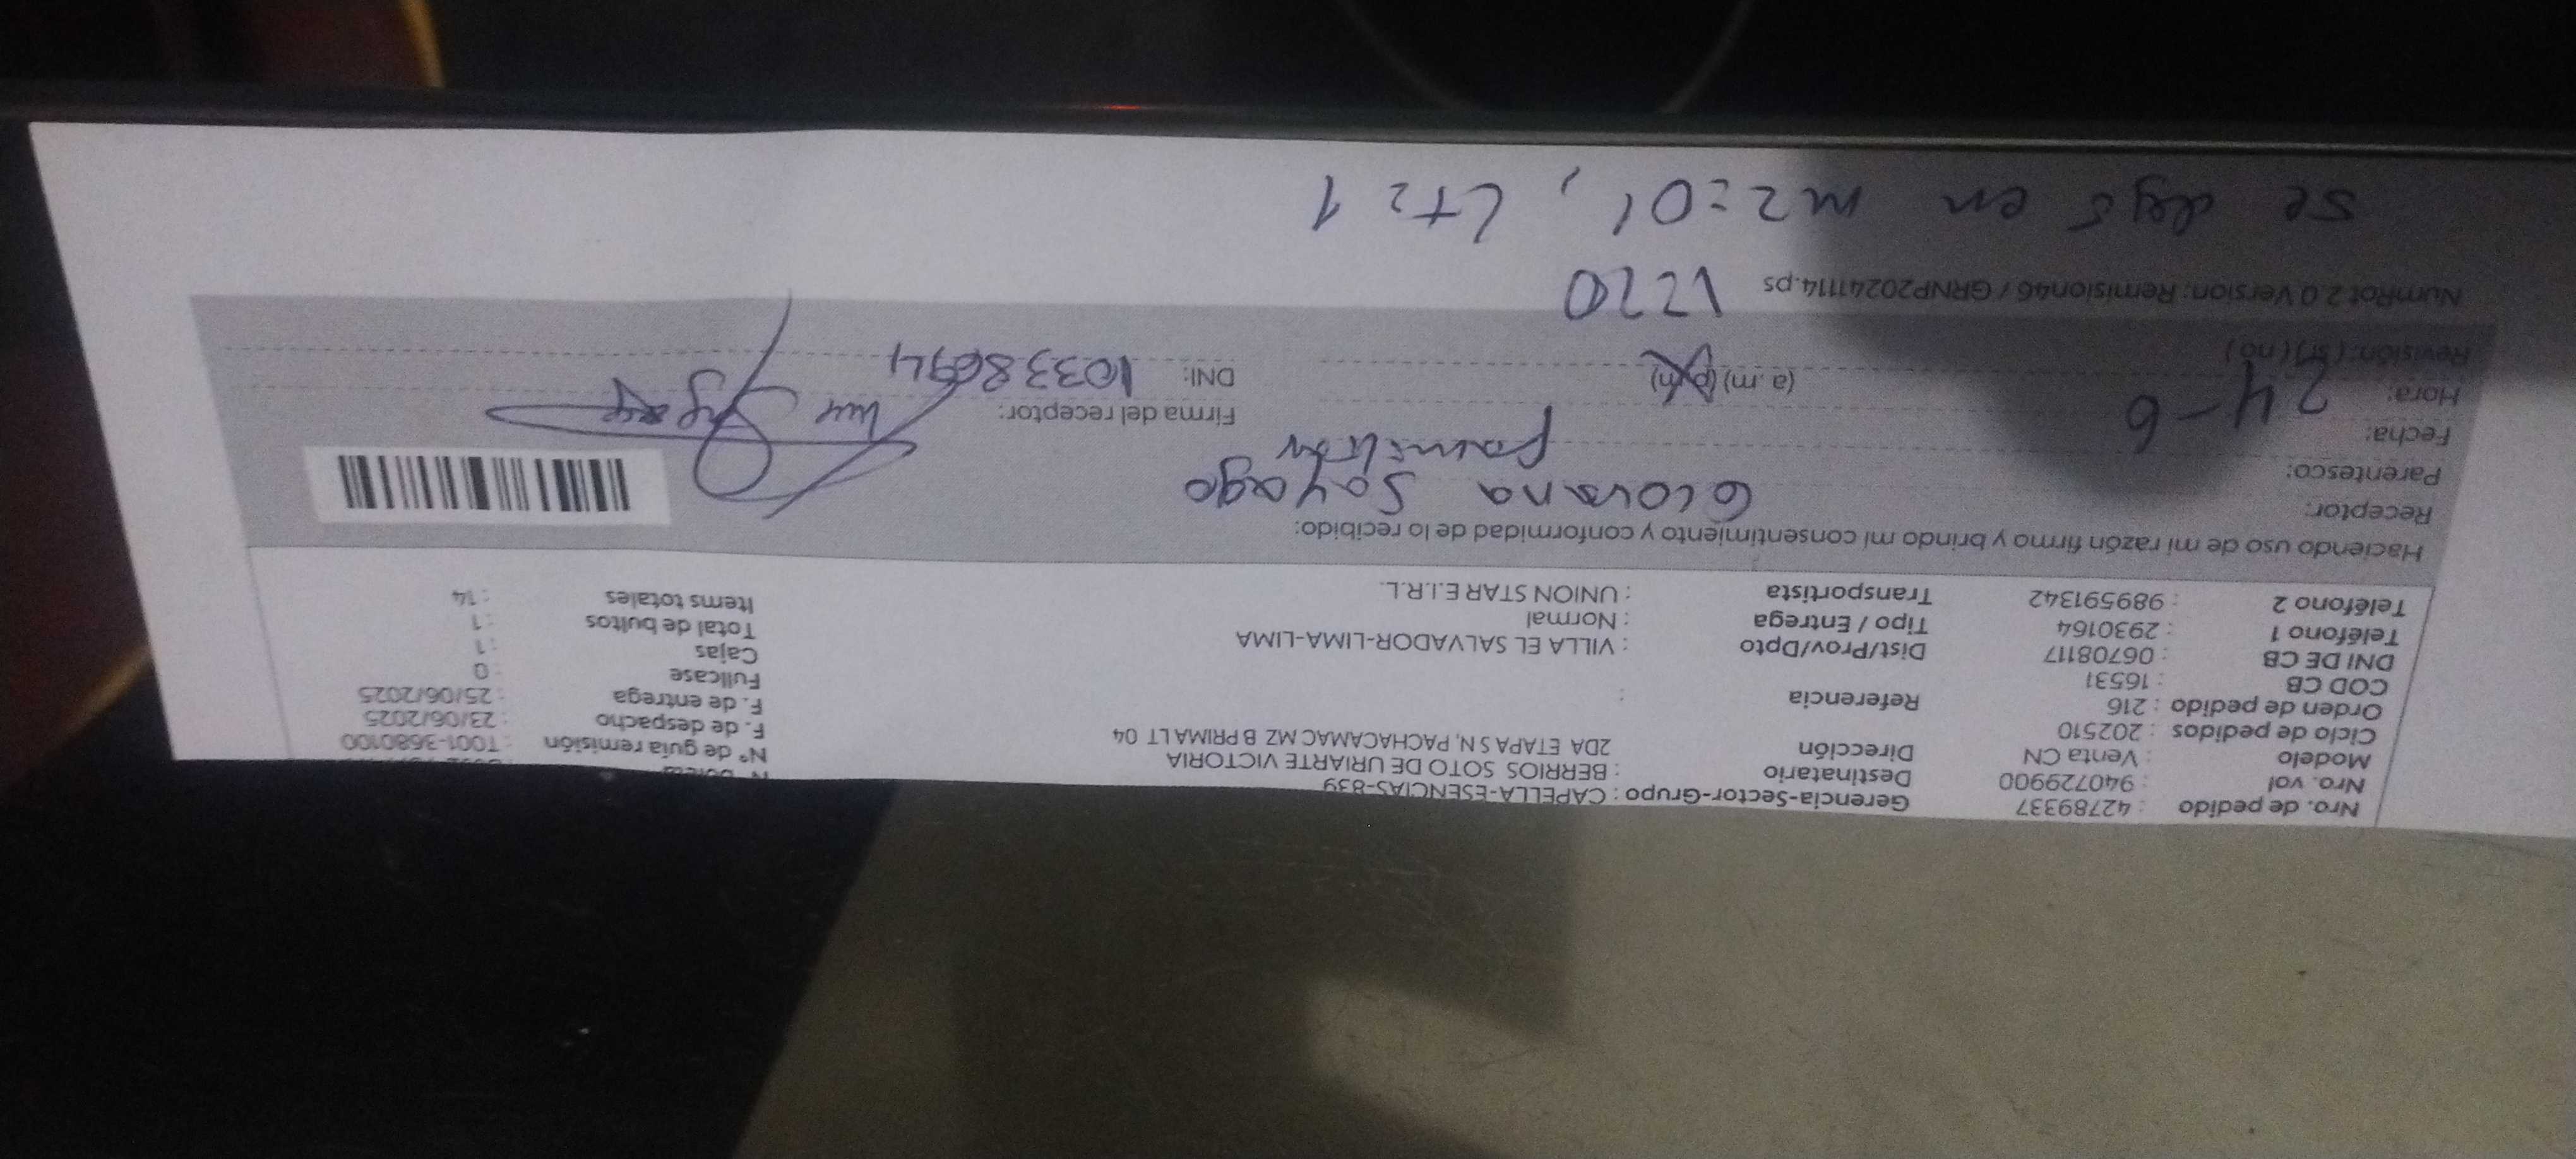 Nro. de pedido : 42789337 Gerencia-Sector-Grupo : CAPELLA-ESENCIAS-839
Nro. vol : 940729900 Destinatario : BERRIOS SOTO DE URIARTE VICTORIA
Modelo : Venta CN Dirección 2DA ETAPA S N, PACHACAMAC MZ B PRIMA LT 04 N° de guía remisión : T001-3680100
Ciclo de pedidos : 202510 F. de despacho : 23/06/2025
Orden de pedido : 216 Referencia : F. de entrega : 25/06/2025
COD CB : 16531 Fullcase : 0
DNI DE CB : 06708117 Dist/Prov/Dpto : VILLA EL SALVADOR-LIMA-LIMA Cajas : 1
Teléfono 1 : 2930164 Tipo / Entrega : Normal Total de bultos : 1
Teléfono 2 : 989591342 Transportista : UNION STAR E.I.R.L. Items totales : 14
Haciendo uso de mi razón firmo y brindo mi consentimiento y conformidad de lo recibido:
Receptor: Giovana Sayago
Parentesco: familiar
Fecha: 24-6 Firma del receptor:
Hora: (a.m) (p.m) DNI: 10338694
Revisión: ( sí ) ( no )
NumRot 2.0 Version: Remision46 / GRNP20241114.ps 1220
se dejó en mz=O', Lt=1